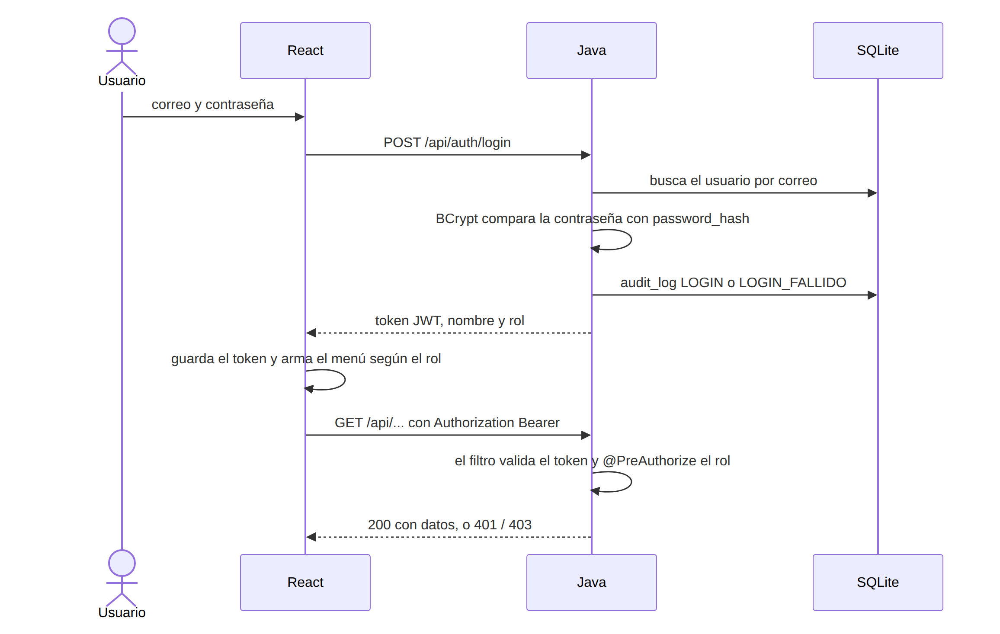 Usuario
React
Java
SQLite
correo y contraseña
POST /api/auth/login
busca el usuario por correo
BCrypt compara la contraseña con password_hash
audit_log LOGIN o LOGIN_FALLIDO
token JWT, nombre y rol
guarda el token y arma el menú según el rol
GET /api/... con Authorization Bearer
el filtro valida el token y @PreAuthorize el rol
200 con datos, o 401 / 403
Usuario
React
Java
SQLite